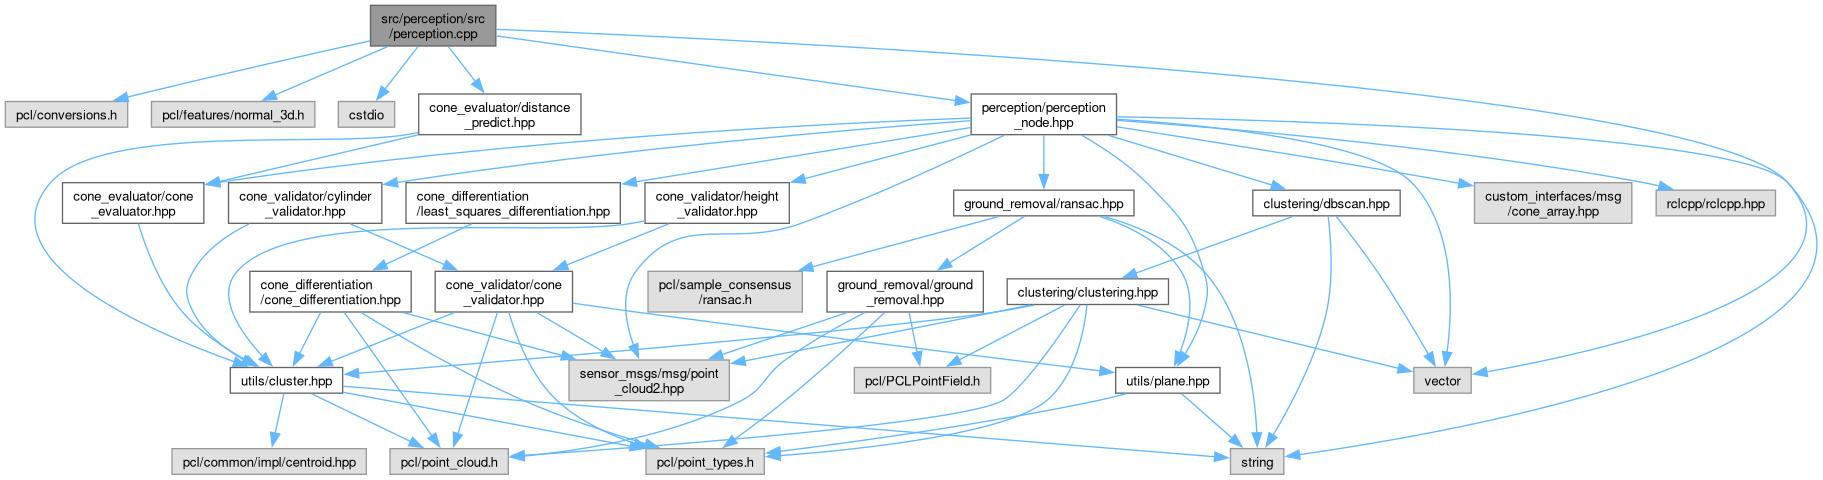 src/perception/src
/perception.cpp
pcl/conversions.h
pcl/features/normal_3d.h
cstdio
cone_evaluator/distance
_predict.hpp
perception/perception
_node.hpp
cone_evaluator/cone
_evaluator.hpp
cone_validator/cylinder
_validator.hpp
cone_differentiation
/least_squares_differentiation.hpp
cone_validator/height
_validator.hpp
ground_removal/ransac.hpp
clustering/dbscan.hpp
custom_interfaces/msg
/cone_array.hpp
rclcpp/rclcpp.hpp
cone_differentiation
/cone_differentiation.hpp
cone_validator/cone
_validator.hpp
pcl/sample_consensus
/ransac.h
ground_removal/ground
_removal.hpp
clustering/clustering.hpp
utils/cluster.hpp
sensor_msgs/msg/point
_cloud2.hpp
pcl/PCLPointField.h
utils/plane.hpp
vector
pcl/common/impl/centroid.hpp
pcl/point_cloud.h
pcl/point_types.h
string